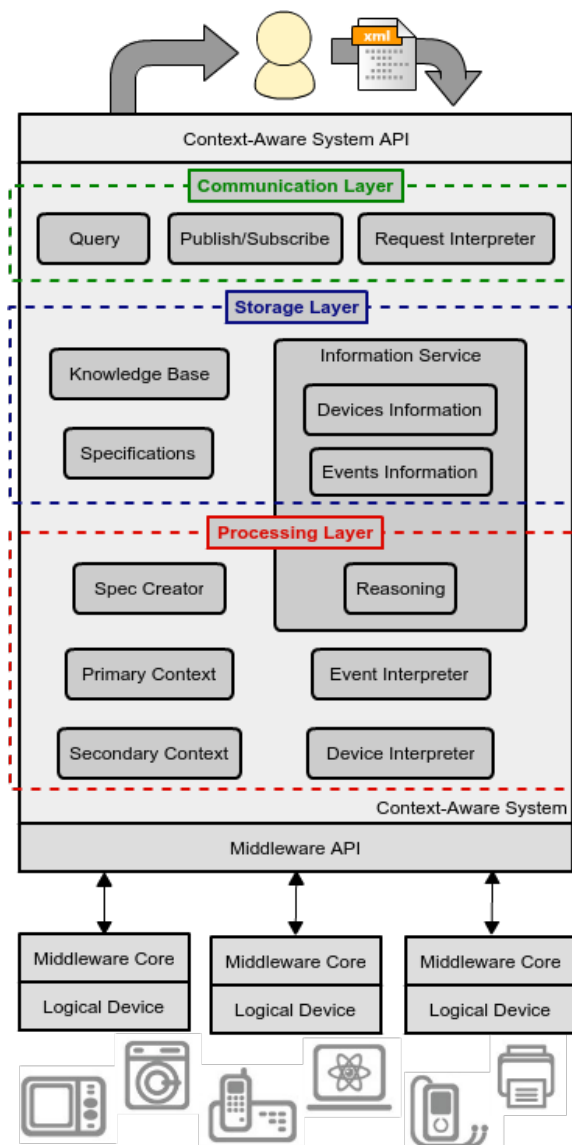 xml
Context-Aware System API
Communication Layer
Query
Publish/Subscribe
Request Interpreter
Storage Layer
Knowledge Base
Specifications
Information Service
Devices Information
Events Information
Processing Layer
Spec Creator
Reasoning
Primary Context
Event Interpreter
Secondary Context
Device Interpreter
Context-Aware System
Middleware API
Middleware Core
Logical Device
Middleware Core
Logical Device
Middleware Core
Logical Device